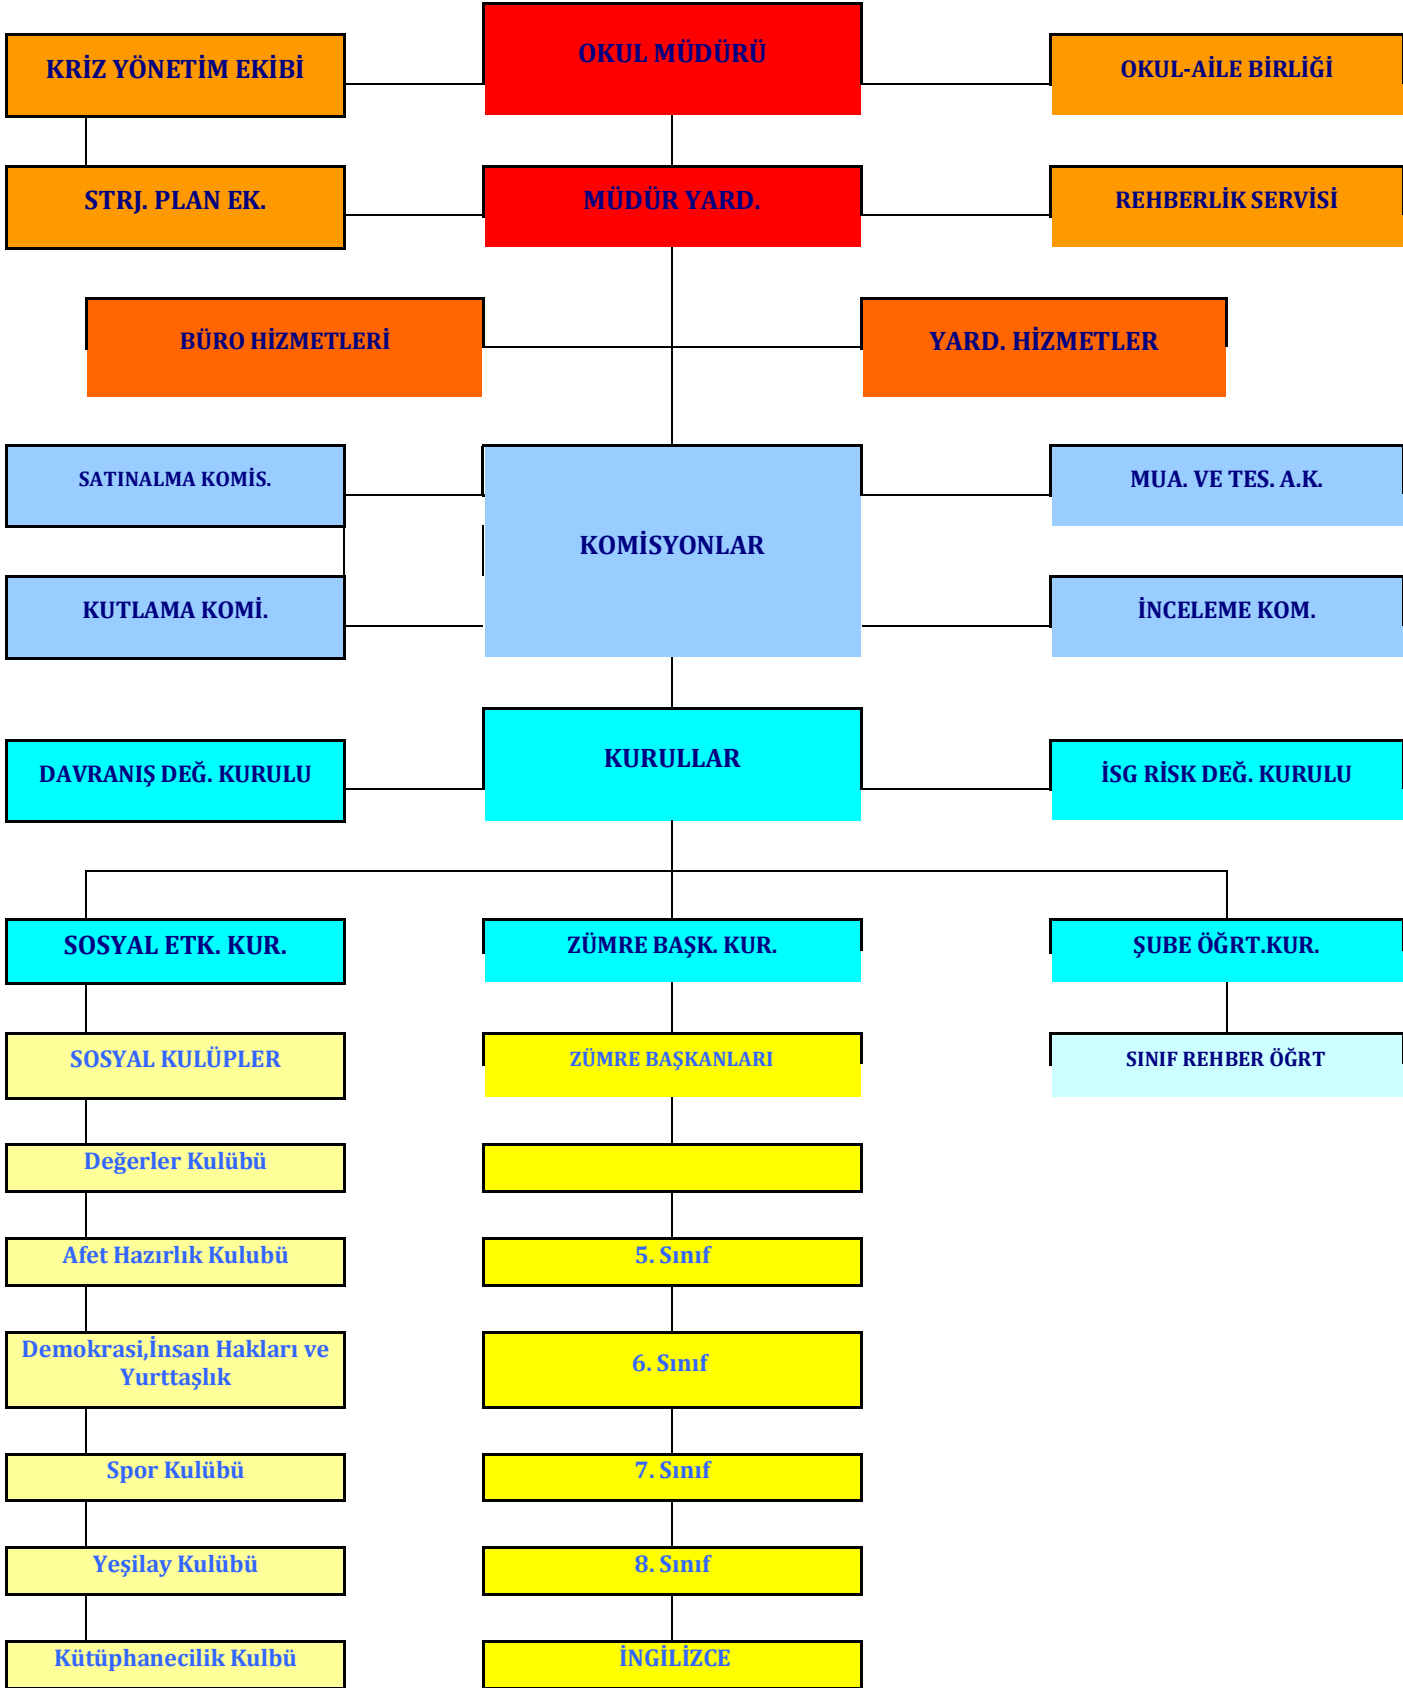 KRİZ YÖNETİM EKİBİ
OKUL MÜDÜRÜ
OKUL-AİLE BİRLİĞİ
STRJ. PLAN EK.
MÜDÜR YARD.
REHBERLİK SERVİSİ
BÜRO HİZMETLERİ
YARD. HİZMETLER
SATINALMA KOMİS.
KOMİSYONLAR
MUA. VE TES. A.K.
KUTLAMA KOMİ.
İNCELEME KOM.
DAVRANIŞ DEĞ. KURULU
KURULLAR
İSG RİSK DEĞ. KURULU
SOSYAL ETK. KUR.
ZÜMRE BAŞK. KUR.
ŞUBE ÖĞRT.KUR.
SOSYAL KULÜPLER
ZÜMRE BAŞKANLARI
SINIF REHBER ÖĞRT
Değerler Kulübü
Afet Hazırlık Kulubü
5. Sınıf
Demokrasi,İnsan Hakları ve
Yurttaşlık
6. Sınıf
Spor Kulübü
7. Sınıf
Yeşilay Kulübü
8. Sınıf
Kütüphanecilik Kulbü
İNGİLİZCE